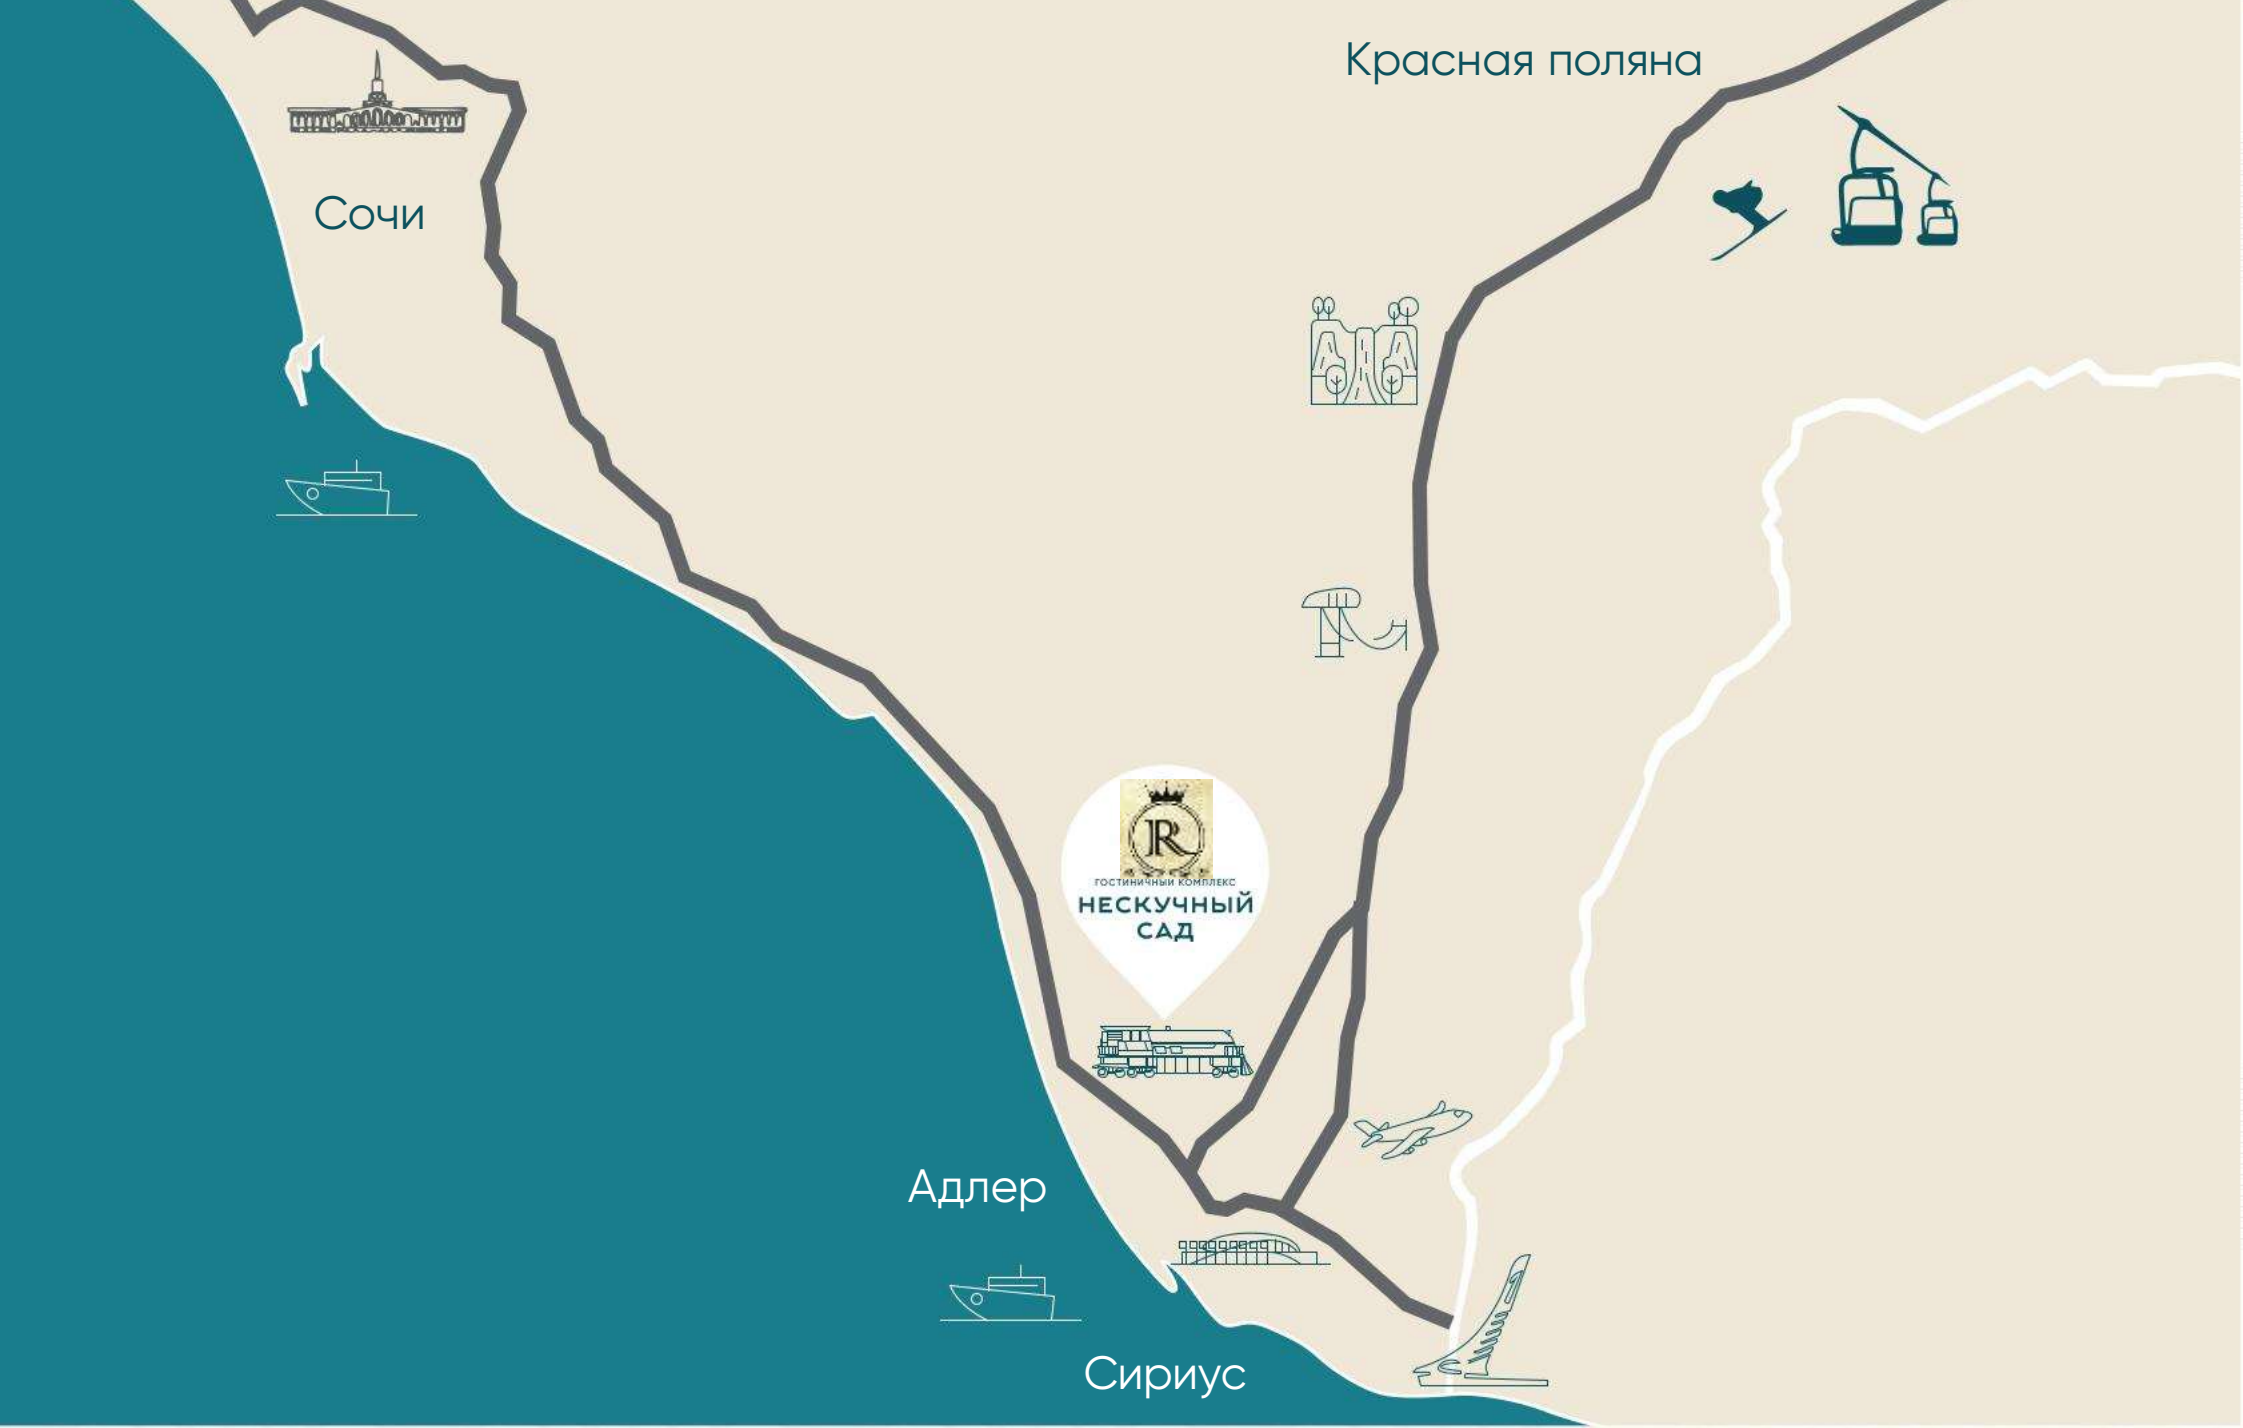 Красная поляна
Сочи
R
ГОСТИНИЧНЫЙ КОМПЛЕКС
НЕСКУЧНЫЙ
САД
Адлер
Сириус